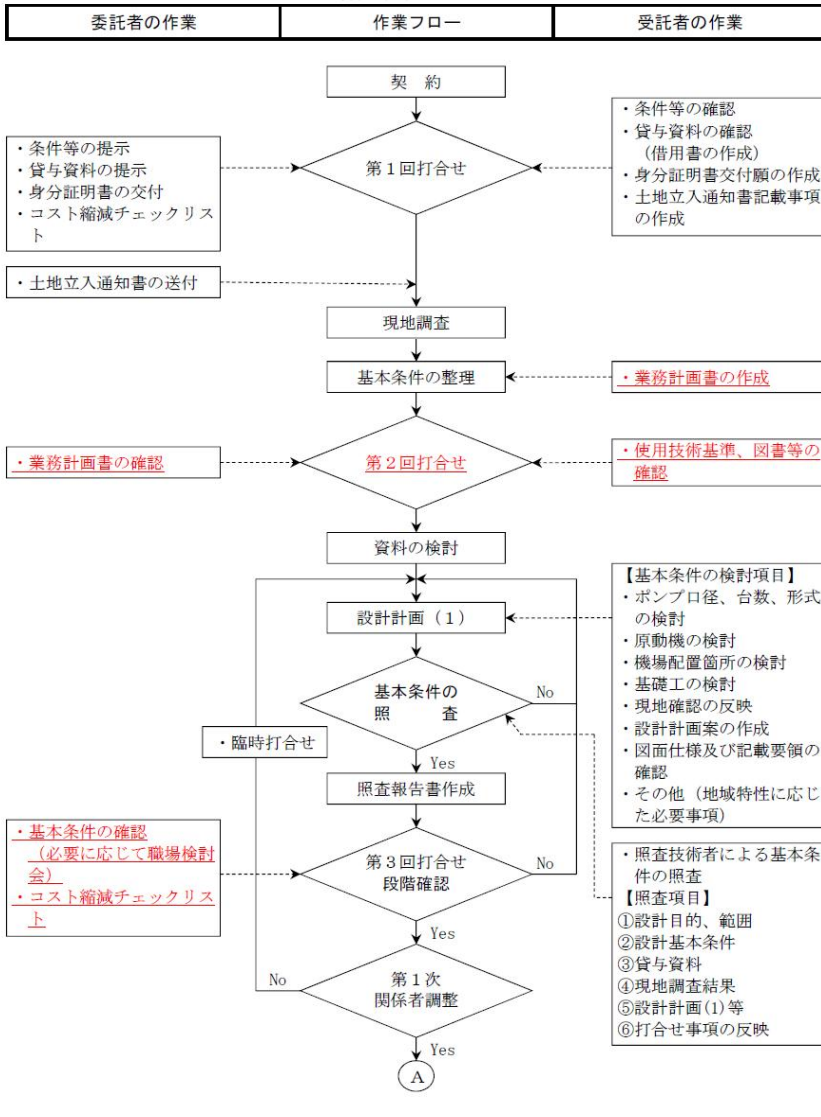 委託者の作業
作業フロー
受託者の作業
契　約
・条件等の提示
・貸与資料の提示
・身分証明書の交付
・コスト縮減チェックリス
ト
第１回打合せ
・条件等の確認
・貸与資料の確認
（借用書の作成）
・身分証明書交付願の作成
・土地立入通知書記載事項
の作成
・土地立入通知書の送付
現地調査
基本条件の整理
・業務計画書の作成
・業務計画書の確認
第２回打合せ
・使用技術基準、図書等の
確認
資料の検討
設計計画（１）
【基本条件の検討項目】
・ポンプ口径、台数、形式
の検討
・原動機の検討
・機場配置箇所の検討
・基礎工の検討
・現地確認の反映
・設計計画案の作成
・図面仕様及び記載要領の
確認
・その他（地域特性に応じ
た必要事項）
基本条件の
照　　査
No
・臨時打合せ
Yes
照査報告書作成
・基本条件の確認
（必要に応じて職場検討
会）
・コスト縮減チェックリス
ト
第３回打合せ
段階確認
No
・照査技術者による基本条
件の照査
【照査項目】
①設計目的、範囲
②設計基本条件
③貸与資料
④現地調査結果
⑤設計計画(1)等
⑥打合せ事項の反映
Yes
No
第１次
関係者調整
Yes
A